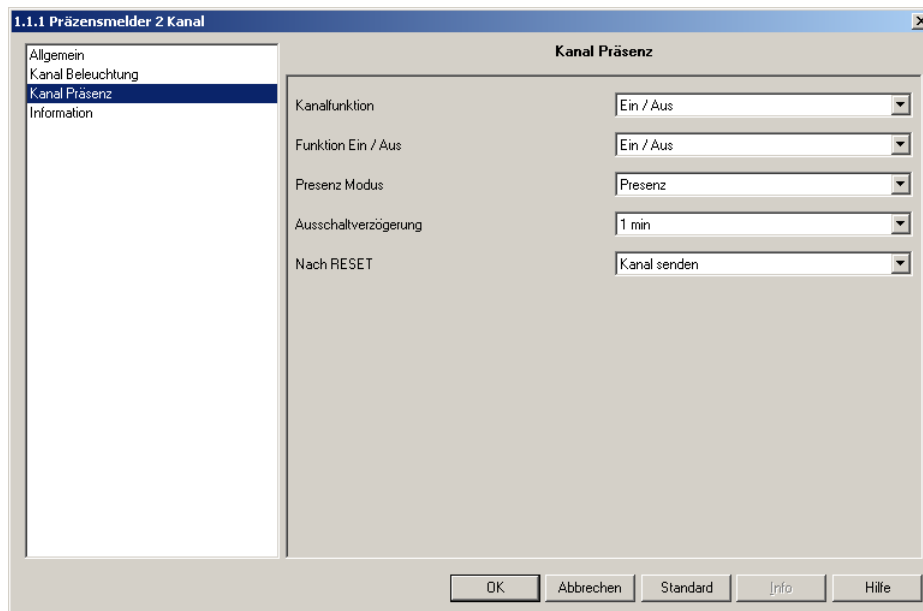 1.1.1 Präzensmelder 2 Kanal
Allgemein
Kanal Beleuchtung
Kanal Präsenz
Information
Kanal Präsenz
Kanalfunktion
Ein / Aus
Funktion Ein / Aus
Ein / Aus
Presenz Modus
Presenz
Ausschaltverzögerung
1 min
Nach RESET
Kanal senden
OK
Abbrechen
Standard
Info
Hilfe